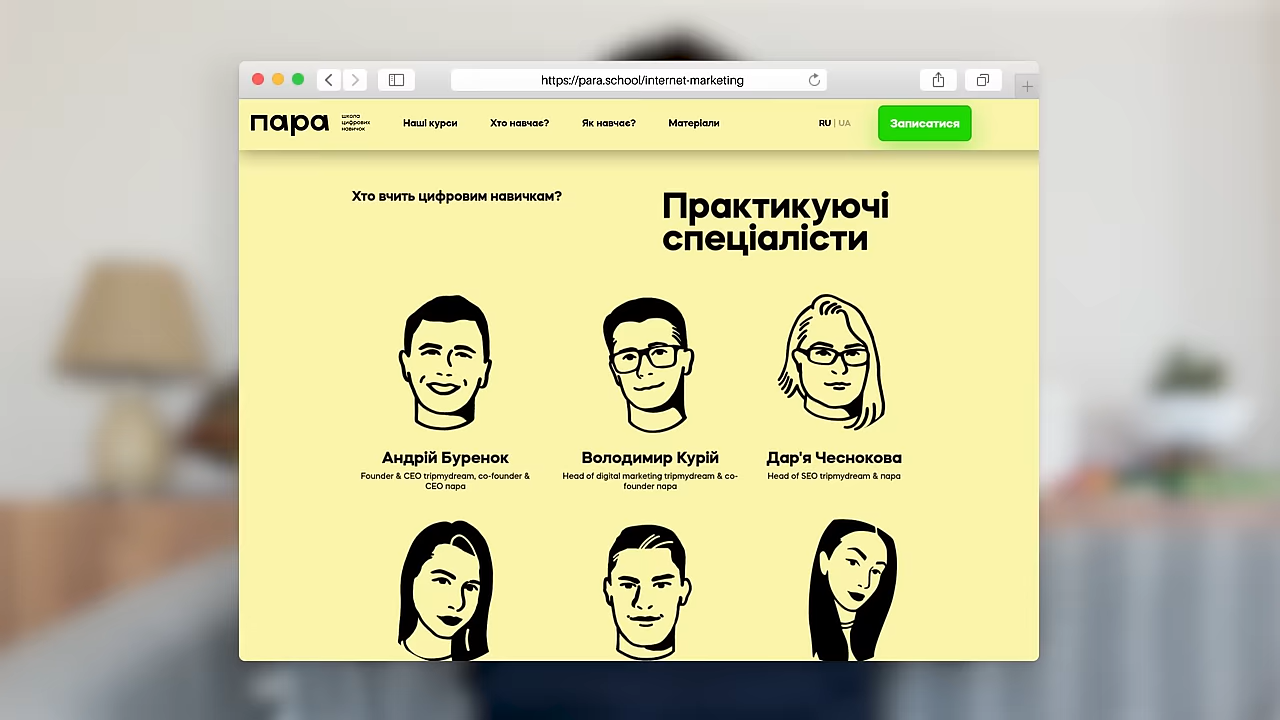 https://para.school/internet-marketing
пара
школа
цифрових
навичок
Наші курси
Хто навчає?
Як навчає?
Матеріали
RU | UA
Записатися
Хто вчить цифровим навичкам?
Практикуючі
спеціалісти
Андрій Буренок
Founder & CEO tripmydream, co-founder &
CEO пара
Володимир Курій
Head of digital marketing tripmydream & co-
founder пара
Дар'я Чеснокова
Head of SEO tripmydream & пара